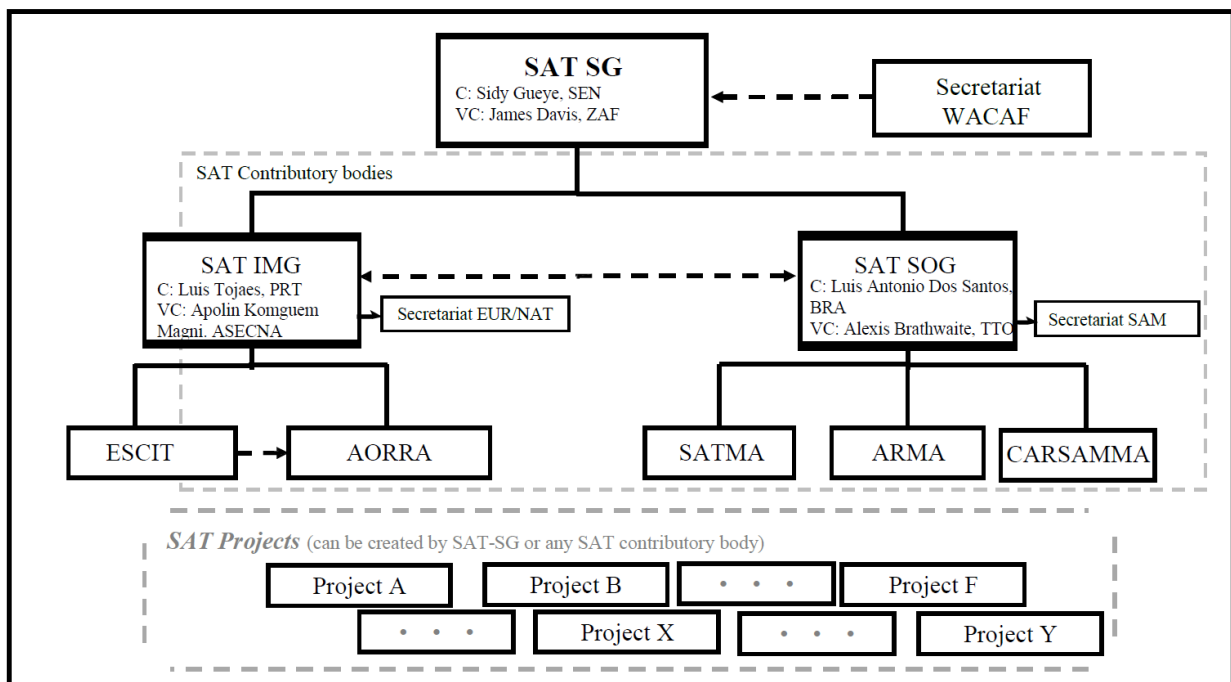 SAT SG
C: Sidy Gueye, SEN
VC: James Davis, ZAF
Secretariat
WACAF
SAT Contributory bodies
SAT IMG
C: Luis Tojaes, PRT
VC: Apolin Komguem
Magni. ASECNA
Secretariat EUR/NAT
SAT SOG
C: Luis Antonio Dos Santos,
BRA
VC: Alexis Brathwaite, TTO
Secretariat SAM
ESCIT
AORRA
SATMA
ARMA
CARSAMMA
SAT Projects (can be created by SAT-SG or any SAT contributory body)
Project A
Project B
• • •
Project F
• • •
Project X
• • •
Project Y